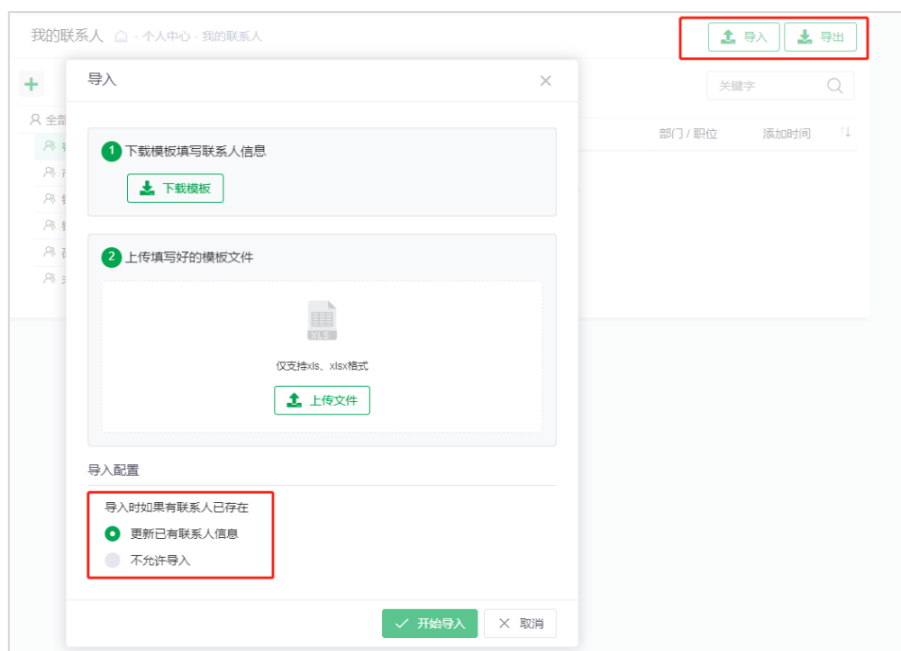 我的联系人 个人中心 · 我的联系人
导入 导出
导入
关键字
全部
部门 / 职位 添加时间
1 下载模板填写联系人信息
下载模板
2 上传填写好的模板文件
XLS
仅支持xls、xlsx格式
上传文件
导入配置
导入时如果有联系人已存在
更新已有联系人信息
不允许导入
开始导入 取消